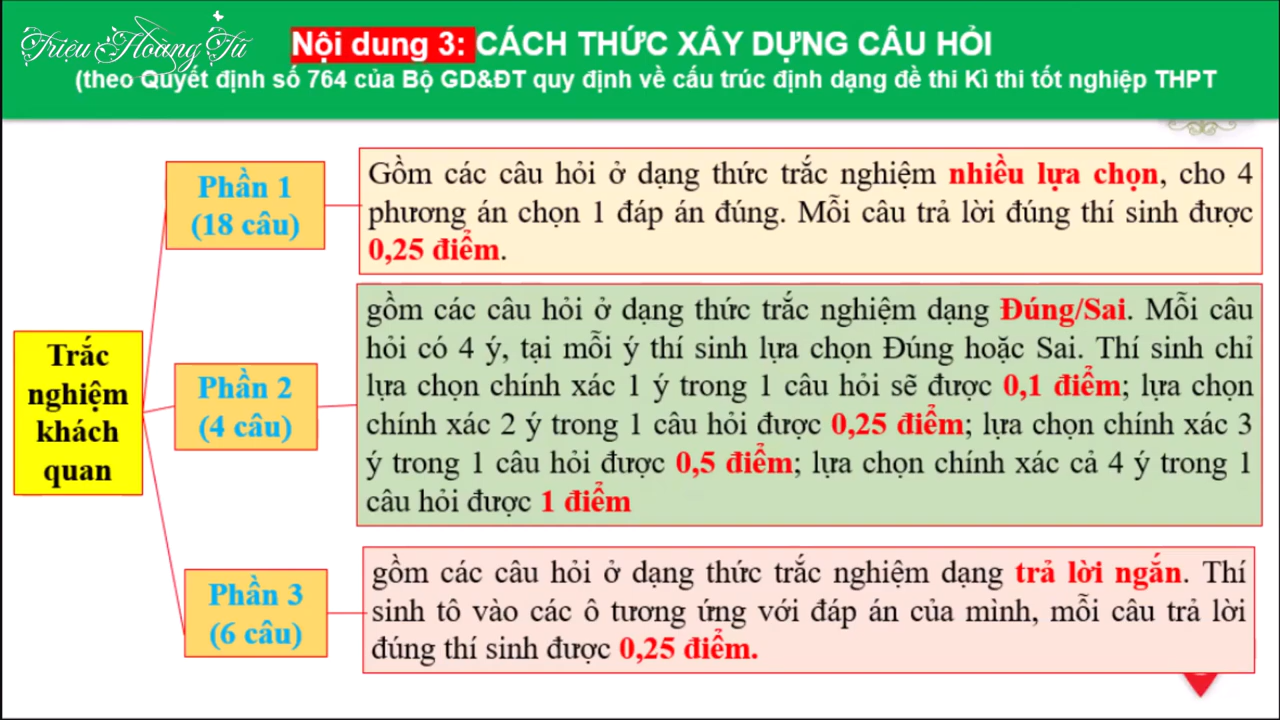 Triệu Hoàng Tú
Nội dung 3: CÁCH THỨC XÂY DỰNG CÂU HỎI
(theo Quyết định số 764 của Bộ GD&ĐT quy định về cấu trúc định dạng đề thi Kì thi tốt nghiệp THPT
Trắc
nghiệm
khách
quan
Phần 1
(18 câu)
Gồm các câu hỏi ở dạng thức trắc nghiệm nhiều lựa chọn, cho 4
phương án chọn 1 đáp án đúng. Mỗi câu trả lời đúng thí sinh được
0,25 điểm.
Phần 2
(4 câu)
gồm các câu hỏi ở dạng thức trắc nghiệm dạng Đúng/Sai. Mỗi câu
hỏi có 4 ý, tại mỗi ý thí sinh lựa chọn Đúng hoặc Sai. Thí sinh chỉ
lựa chọn chính xác 1 ý trong 1 câu hỏi sẽ được 0,1 điểm; lựa chọn
chính xác 2 ý trong 1 câu hỏi được 0,25 điểm; lựa chọn chính xác 3
ý trong 1 câu hỏi được 0,5 điểm; lựa chọn chính xác cả 4 ý trong 1
câu hỏi được 1 điểm
Phần 3
(6 câu)
gồm các câu hỏi ở dạng thức trắc nghiệm dạng trả lời ngắn. Thí
sinh tô vào các ô tương ứng với đáp án của mình, mỗi câu trả lời
đúng thí sinh được 0,25 điểm.